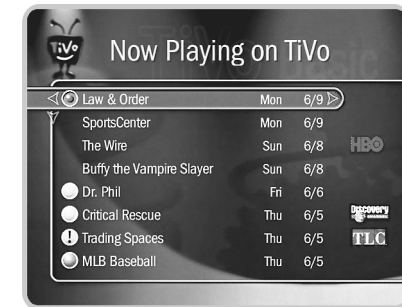 TiVo
Now Playing on TiVo
Law & Order Mon 6/9
SportsCenter Mon 6/9
The Wire Sun 6/8 HBO
Buffy the Vampire Slayer Sun 6/8
Dr. Phil Fri 6/6
Critical Rescue Thu 6/5 Discovery CHANNEL
! Trading Spaces Thu 6/5 TLC
MLB Baseball Thu 6/5